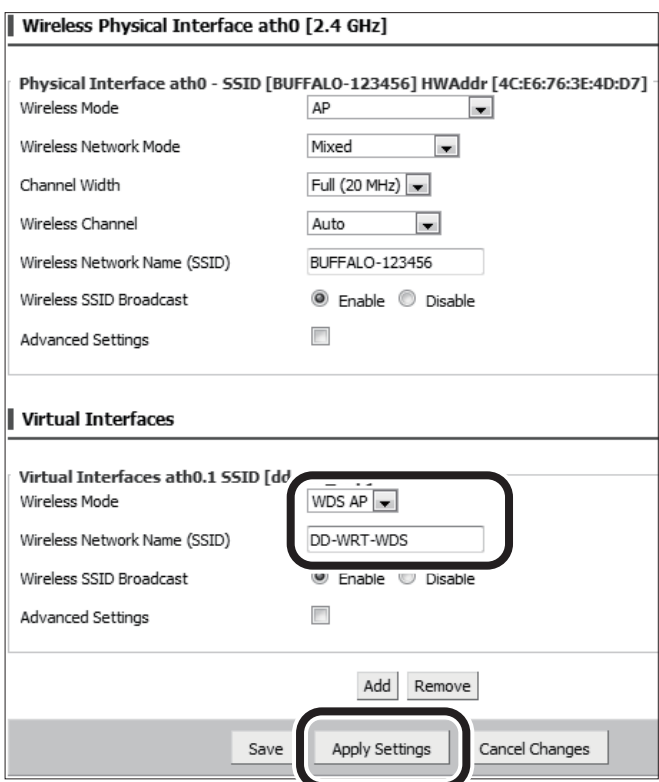 Wireless Physical Interface ath0 [2.4 GHz]
Physical Interface ath0 - SSID [BUFFALO-123456] HWAddr [4C:E6:76:3E:4D:D7]
Wireless Mode AP
Wireless Network Mode Mixed
Channel Width Full (20 MHz)
Wireless Channel Auto
Wireless Network Name (SSID) BUFFALO-123456
Wireless SSID Broadcast Enable Disable
Advanced Settings
Virtual Interfaces
Virtual Interfaces ath0.1 SSID [dd
Wireless Mode WDS AP
Wireless Network Name (SSID) DD-WRT-WDS
Wireless SSID Broadcast Enable Disable
Advanced Settings
Add Remove
Save Apply Settings Cancel Changes